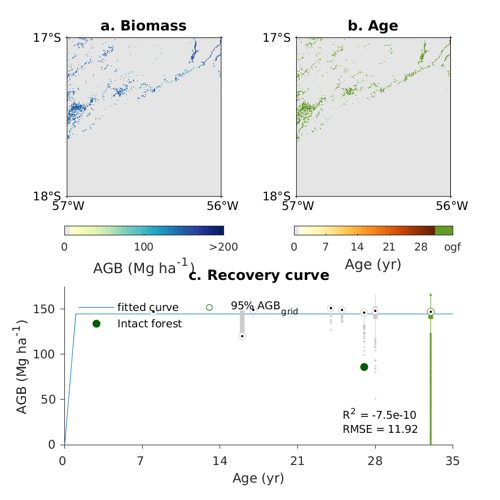 a. Biomass
b. Age
17°S
17°S
18°S
18°S
57°W
56°W
57°W
56°W
0
100
>200
0
7
14
21
28
ogf
AGB (Mg ha-1)
Age (yr)
c. Recovery curve
fitted curve
95% AGBgrid
Intact forest
150
100
50
0
AGB (Mg ha-1)
R2 = -7.5e-10
RMSE = 11.92
0
7
14
21
28
35
Age (yr)